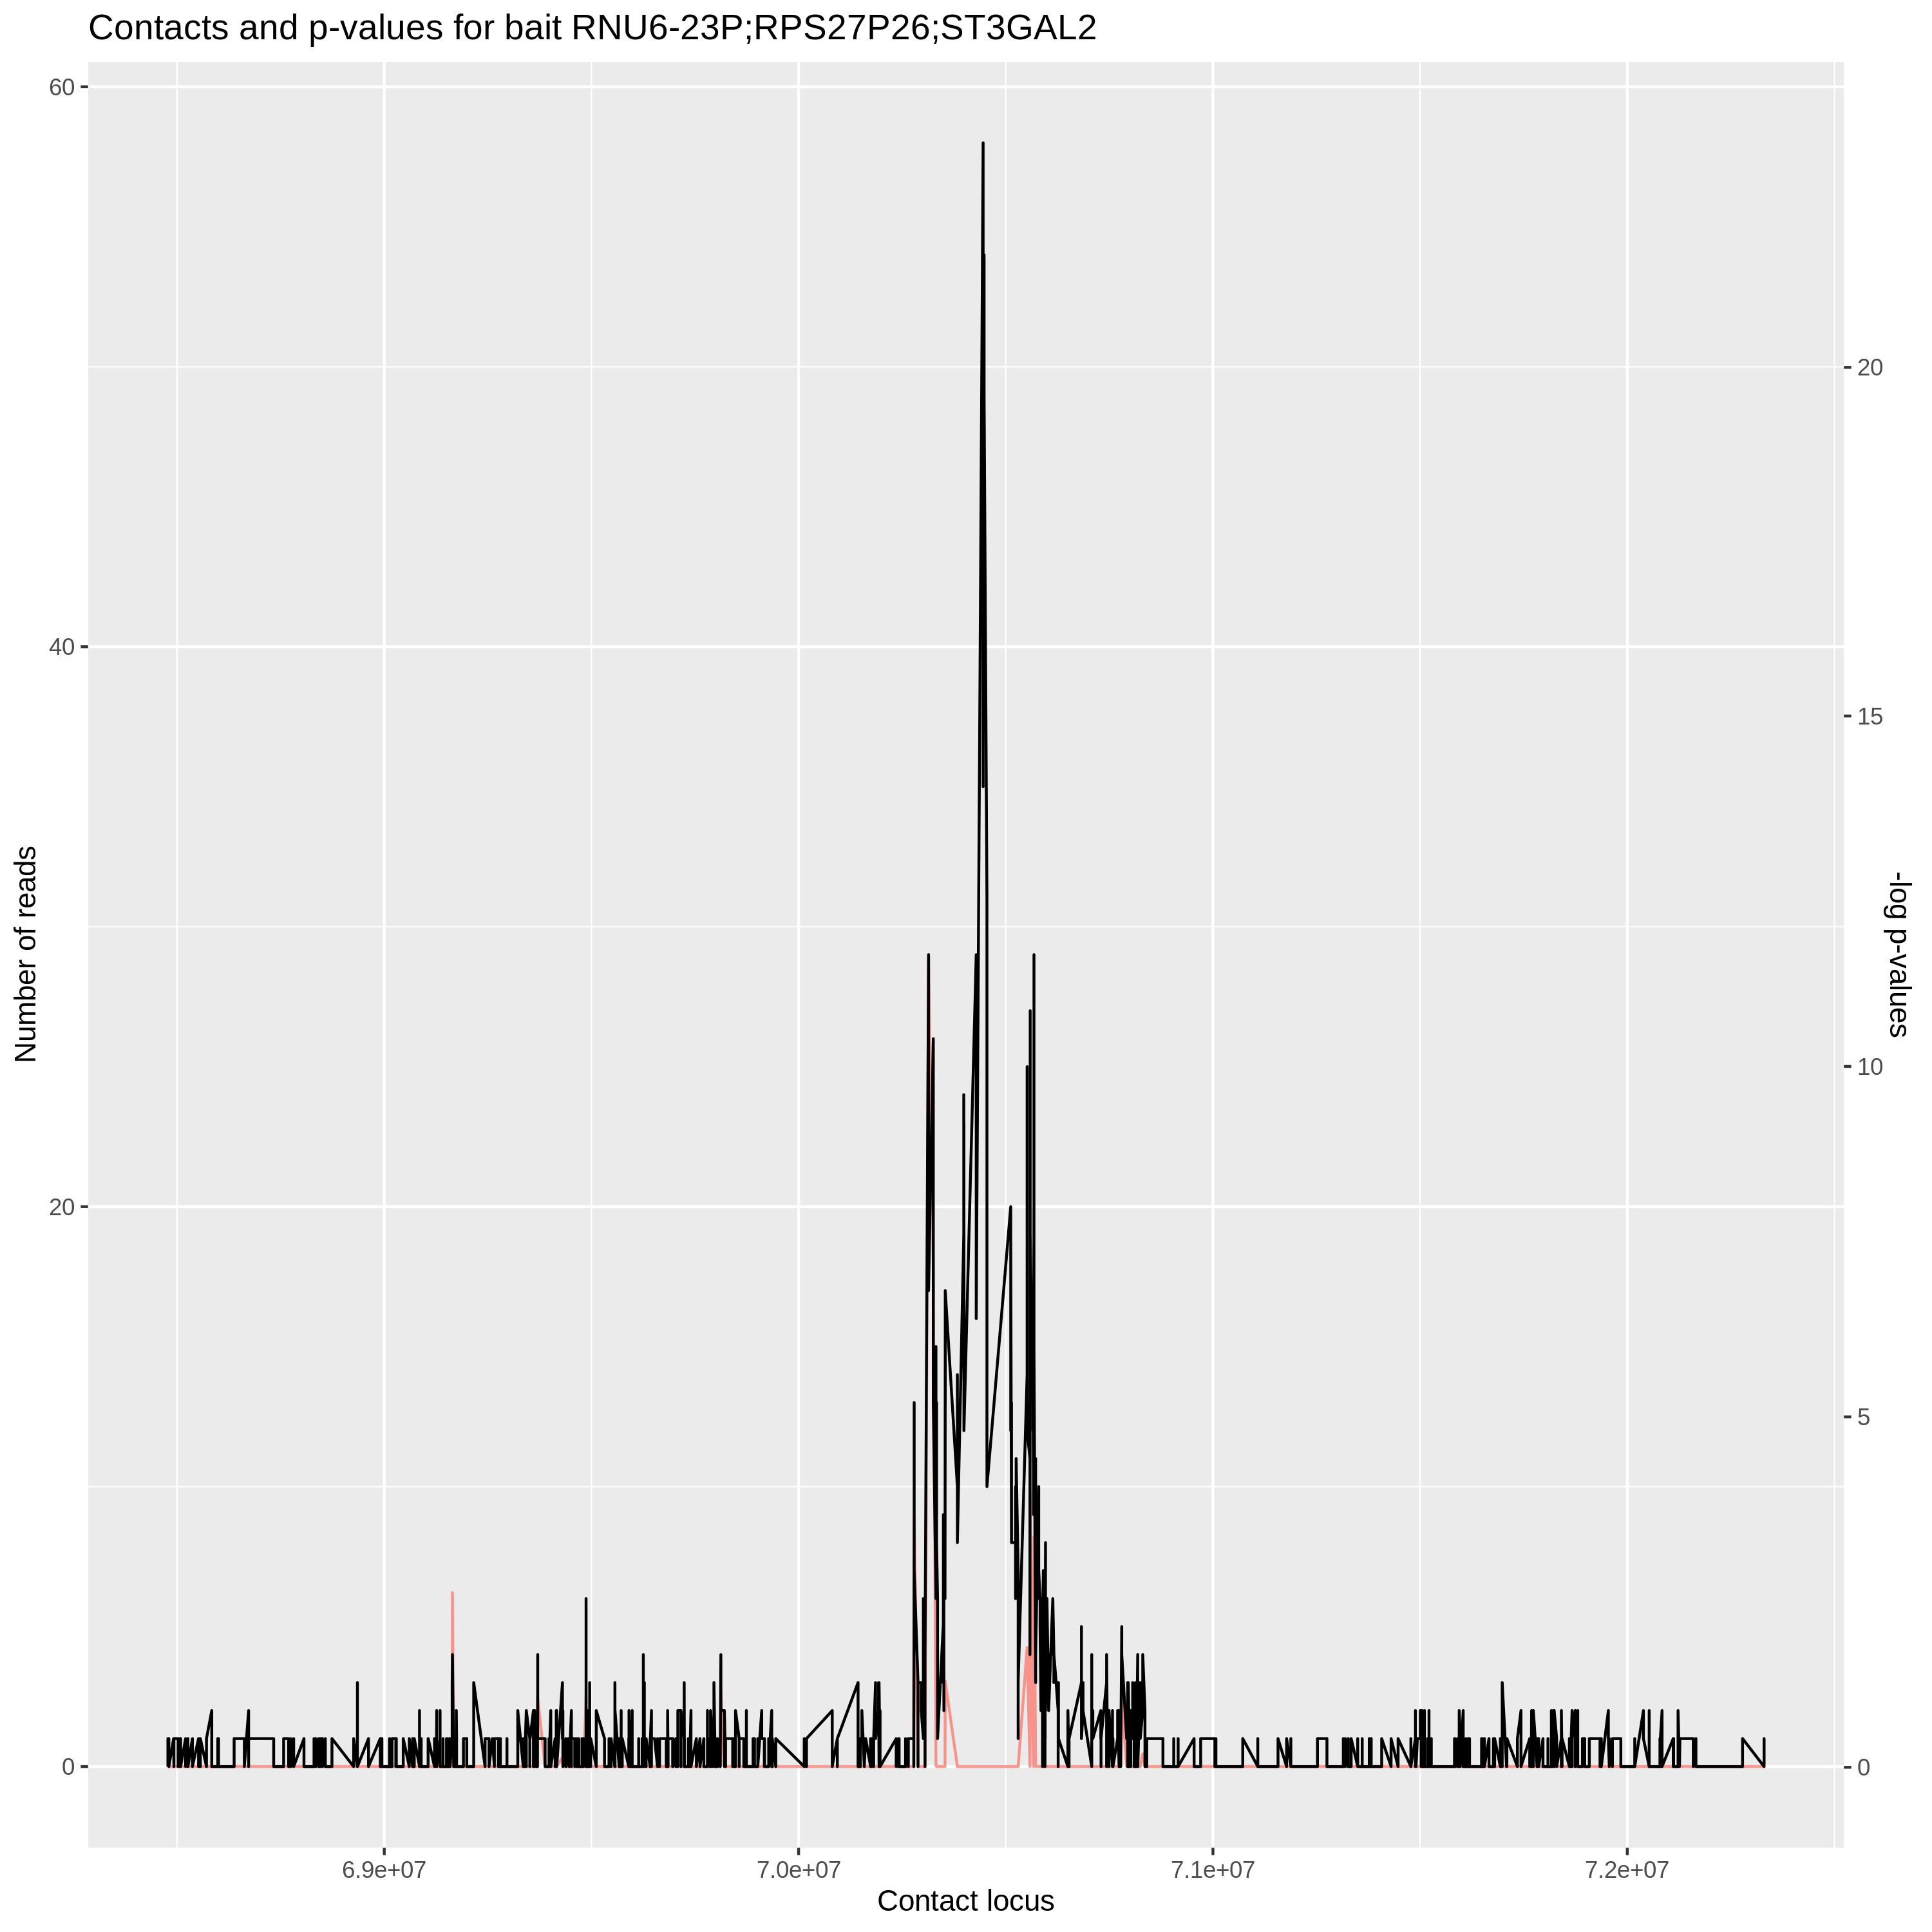 Contacts and p-values for bait RNU6-23P;RPS27P26;ST3GAL2
60
40
20
0
Number of reads
20
15
10
5
0
-log p-values
6.9e+07
7.0e+07
7.1e+07
7.2e+07
Contact locus